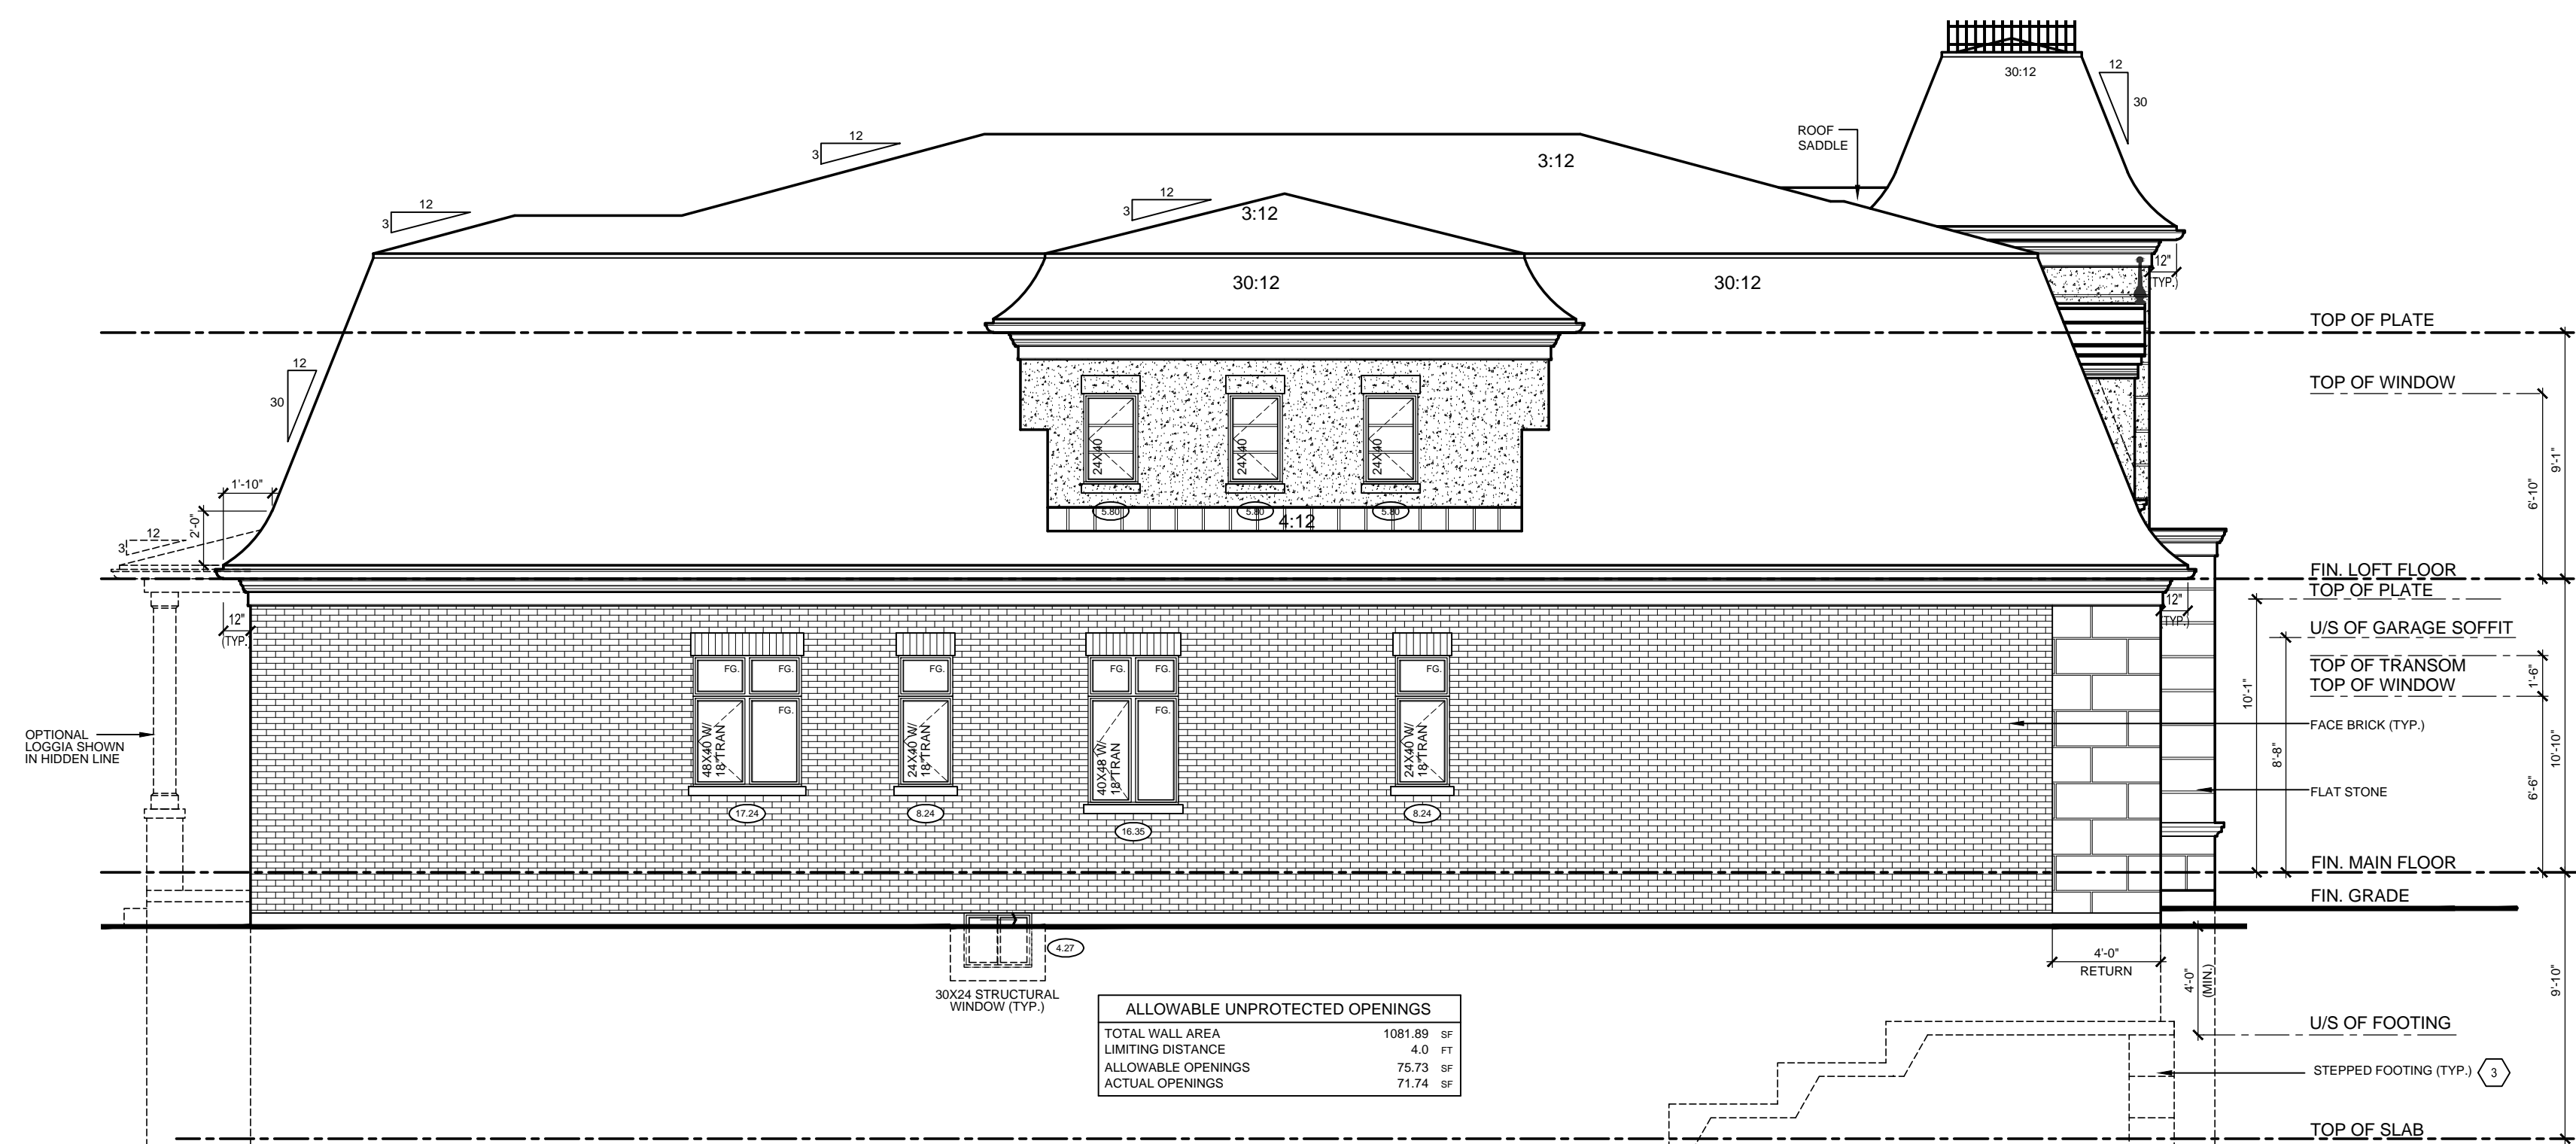 30:12
12
30
ROOF
SADDLE
12
3
3:12
12
3
12
3
3:12
30:12
30:12
12"
(TYP.)
TOP OF PLATE
12
30
TOP OF WINDOW
24X40
24X40
24X40
9'-1"
6'-10"
1'-10"
2'-0"
12
3
5.80
5.80
5.80
4:12
FIN. LOFT FLOOR
TOP OF PLATE
12"
(TYP.)
12"
(TYP.)
U/S OF GARAGE SOFFIT
FG.
FG.
FG.
FG.
FG.
FG.
TOP OF TRANSOM
TOP OF WINDOW
1'-6"
10'-1"
FG.
FG.
48X40 W/
18"TRAN
24X40 W/
18"TRAN
40X48 W/
18"TRAN
24X40 W/
18"TRAN
FACE BRICK (TYP.)
OPTIONAL
LOGGIA SHOWN
IN HIDDEN LINE
8'-8"
10'-10"
6'-6"
FLAT STONE
17.24
8.24
16.35
8.24
FIN. MAIN FLOOR
FIN. GRADE
4.27
4'-0"
RETURN
4'-0"
(MIN.)
9'-10"
30X24 STRUCTURAL
WINDOW (TYP.)
ALLOWABLE UNPROTECTED OPENINGS
TOTAL WALL AREA 1081.89 SF
LIMITING DISTANCE 4.0 FT
ALLOWABLE OPENINGS 75.73 SF
ACTUAL OPENINGS 71.74 SF
U/S OF FOOTING
STEPPED FOOTING (TYP.) 3
TOP OF SLAB